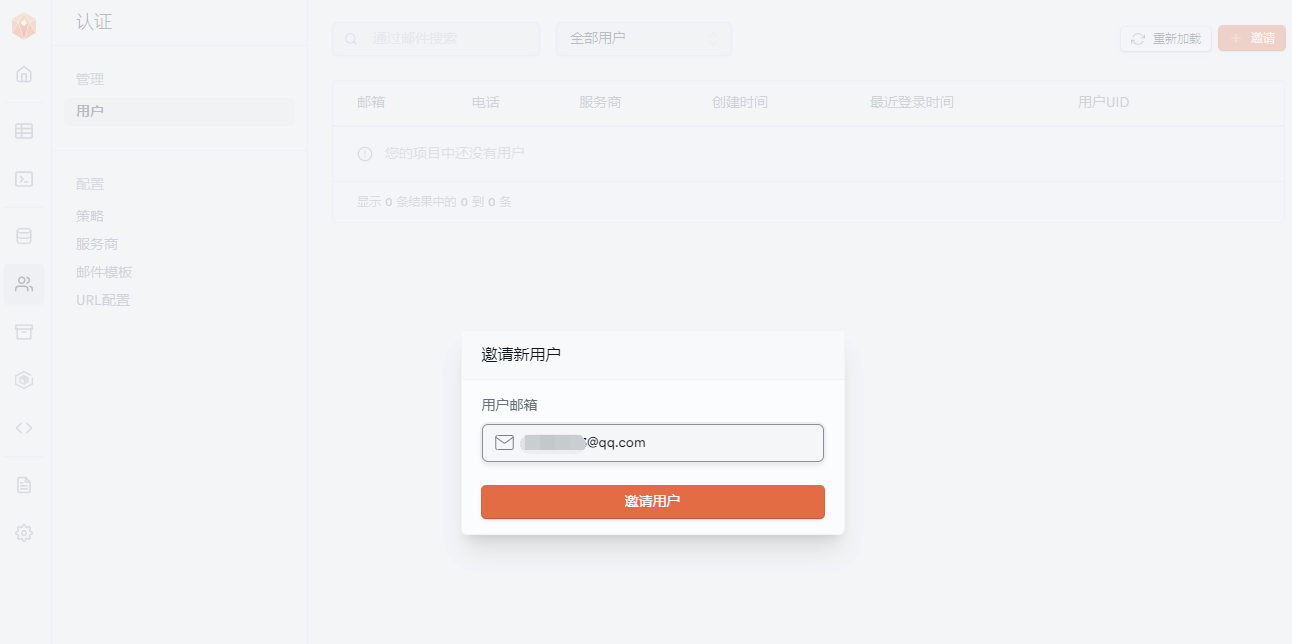 认证
通过邮件搜索
全部用户
重新加载
+ 邀请
管理
用户
邮箱 电话 服务商 创建时间 最近登录时间 用户UID
您的项目中还没有用户
显示 0 条结果中的 0 到 0 条
配置
策略
服务商
邮件模板
URL配置
邀请新用户
用户邮箱
@qq.com
邀请用户